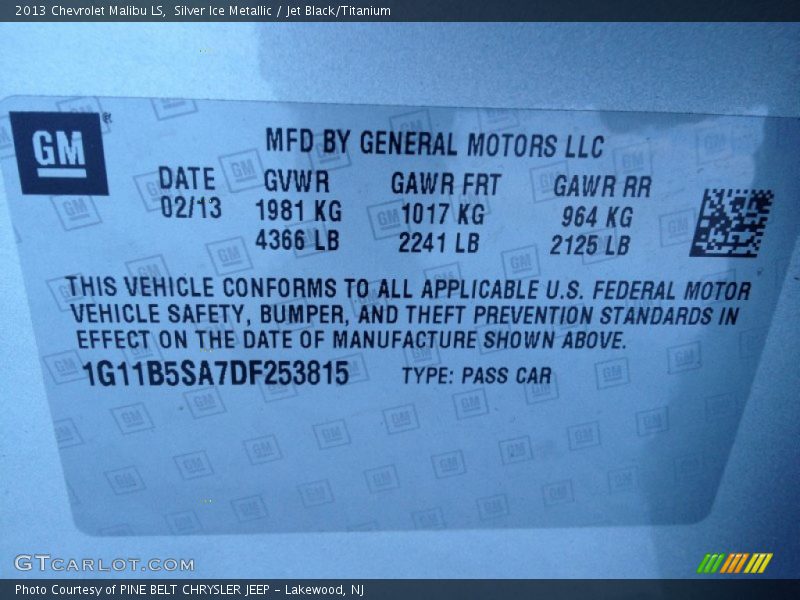 2013 Chevrolet Malibu LS,  Silver Ice Metallic / Jet Black/Titanium
GM®
MFD BY GENERAL MOTORS LLC
DATE GVWR GAWR FRT GAWR RR
02/13 1981 KG 1017 KG 964 KG
4366 LB 2241 LB 2125 LB
THIS VEHICLE CONFORMS TO ALL APPLICABLE U.S. FEDERAL MOTOR
VEHICLE SAFETY, BUMPER, AND THEFT PREVENTION STANDARDS IN
EFFECT ON THE DATE OF MANUFACTURE SHOWN ABOVE.
1G11B5SA7DF253815 TYPE: PASS CAR
GTCARLOT.COM
Photo Courtesy of PINE BELT CHRYSLER JEEP - Lakewood, NJ